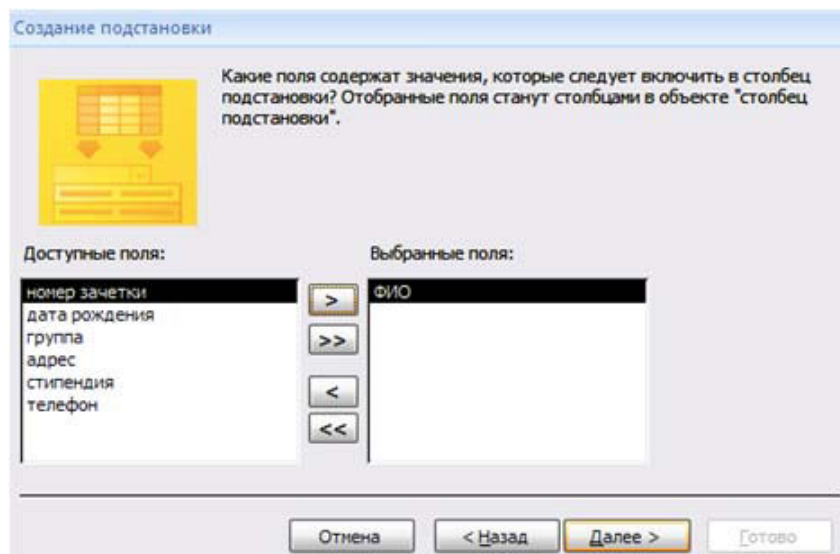 Создание подстановки
Какие поля содержат значения, которые следует включить в столбец
подстановки? Отобранные поля станут столбцами в объекте "столбец
подстановки".
Доступные поля:
Выбранные поля:
номер зачетки
дата рождения
группа
адрес
стипендия
телефон
>
>>
<
<<
ФИО
Отмена
< Назад
Далее >
Готово